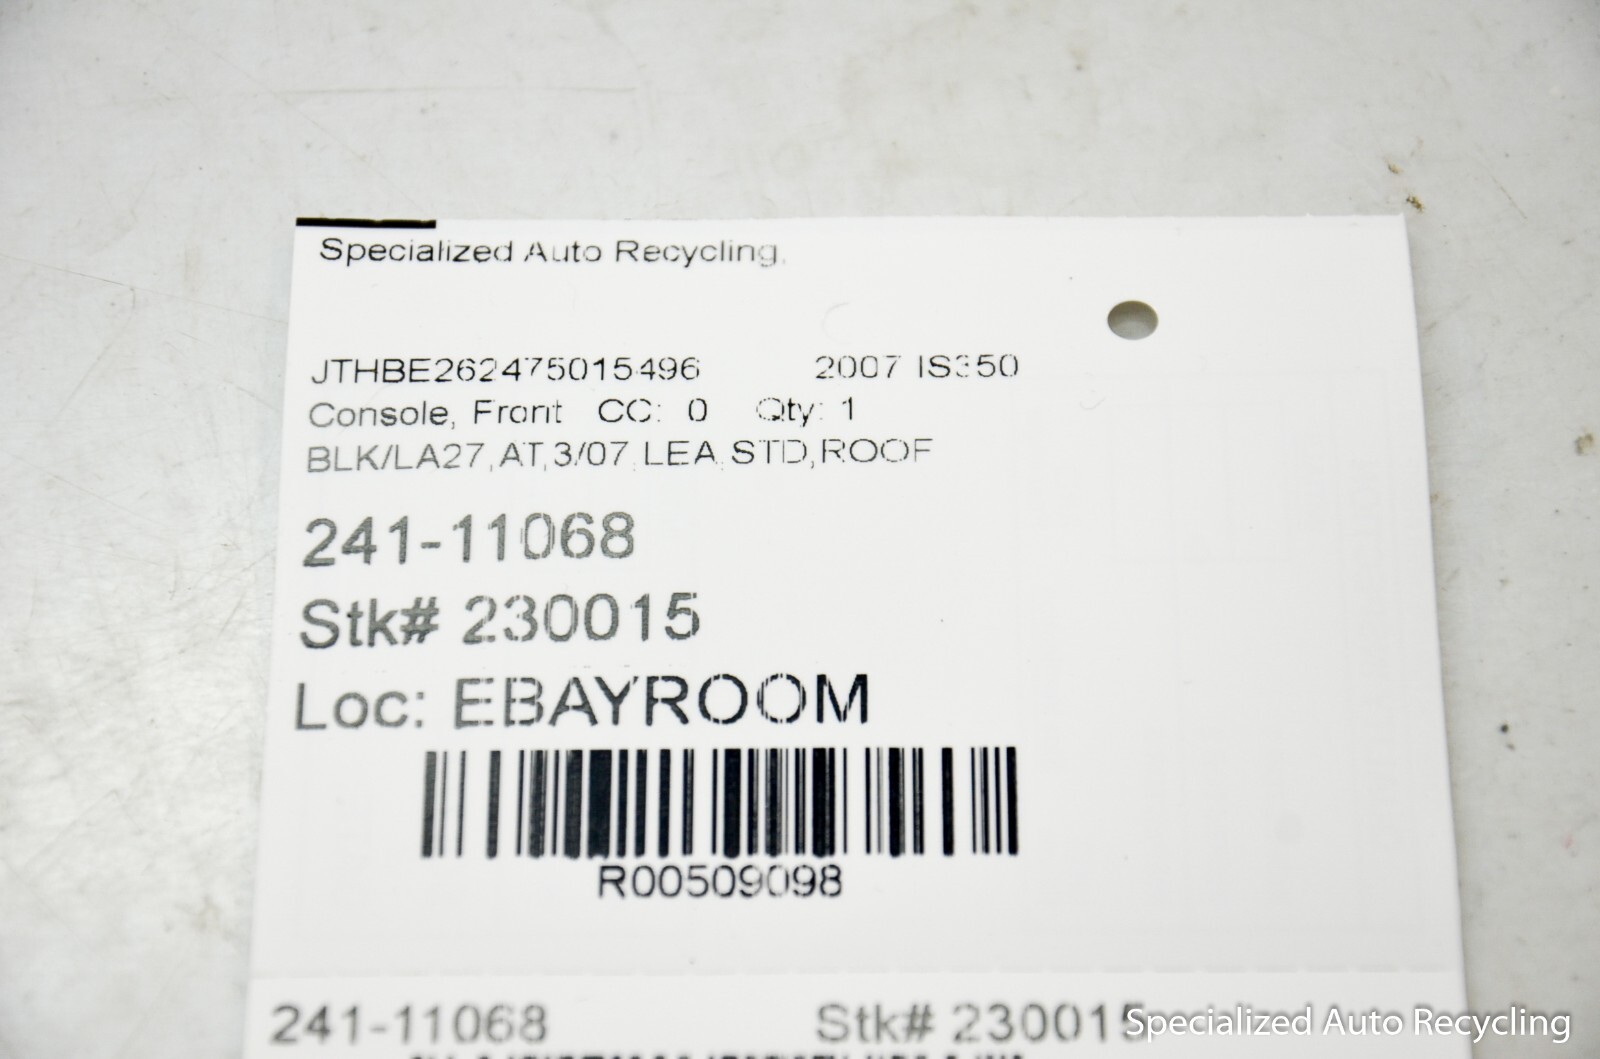 Specialized Auto Recycling,
JTHBE262475015496 2007 IS350
Console, Front CC: 0 Qty: 1
BLK/LA27,AT,3/07,LEA,STD,ROOF
241-11068
Stk# 230015
Loc: EBAYROOM
R00509098
241-11068 Stk# 230015
Specialized Auto Recycling